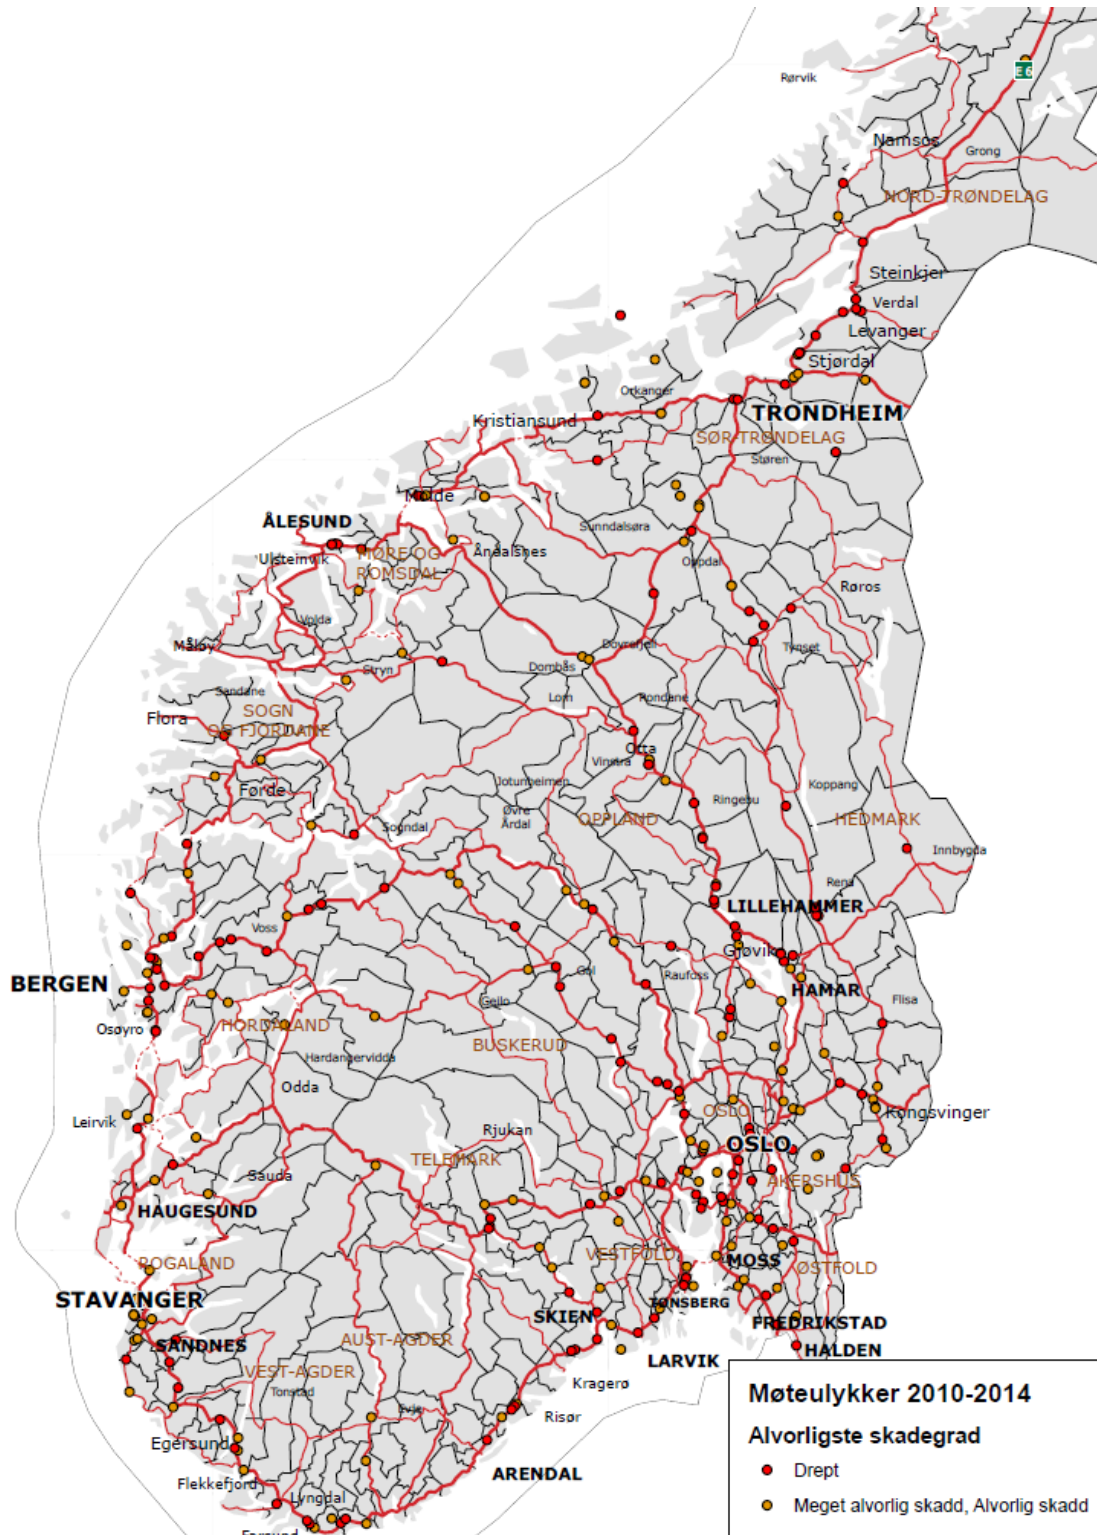 Rørvik
E6
Namsos
Grong
NORD-TRØNDELAG
Steinkjer
Verdal
Levanger
Stjørdal
Orkanger
TRONDHEIM
Kristiansund
SØR-TRØNDELAG
Støren
Molde
ÅLESUND
Sunndalsøra
Åndalsnes
Ulsteinvik
MØRE OG
ROMSDAL
Oppdal
Røros
Volda
Måløy
Dovrefjell
Tynset
Dombås
Stryn
Sandane
Lom
Rondane
SOGN
OG FJORDANE
Flora
Otta
Vinstra
Jotunheimen
Koppang
Førde
Ringebu
Øvre
Årdal
OPPLAND
HEDMARK
Sogndal
Innbygda
Rena
LILLEHAMMER
Voss
Gjøvik
Gol
Raufoss
BERGEN
HAMAR
Geilo
Flisa
Osøyro
HORDALAND
BUSKERUD
Hardangervidda
Odda
OSLO
Kongsvinger
Leirvik
Rjukan
OSLO
TELEMARK
Sauda
AKERSHUS
HAUGESUND
ROGALAND
VESTFOLD
MOSS
ØSTFOLD
STAVANGER
TØNSBERG
SKIEN
FREDRIKSTAD
SANDNES
AUST-AGDER
HALDEN
LARVIK
VEST-AGDER
Kragerø
Tonstad
Evje
Risør
Egersund
ARENDAL
Flekkefjord
Lyngdal
Farsund
Møteulykker 2010-2014
Alvorligste skadegrad
Drept
Meget alvorlig skadd, Alvorlig skadd